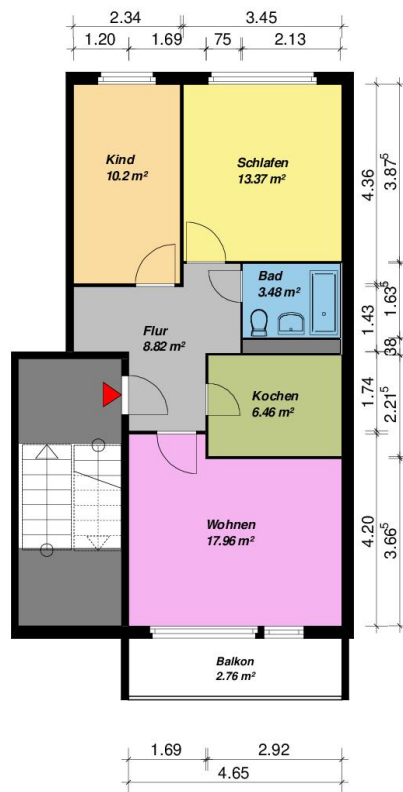 2.34 3.45
1.20 1.69 75 2.13
Kind
10.2 m²
Schlafen
13.37 m²
4.36
3.87⁵
Bad
3.48 m²
1.63⁵
1.43
Flur
8.82 m²
38
Kochen
6.46 m²
1.74
2.21⁵
Wohnen
17.96 m²
4.20
3.66⁵
Balkon
2.76 m²
1.69 2.92
4.65